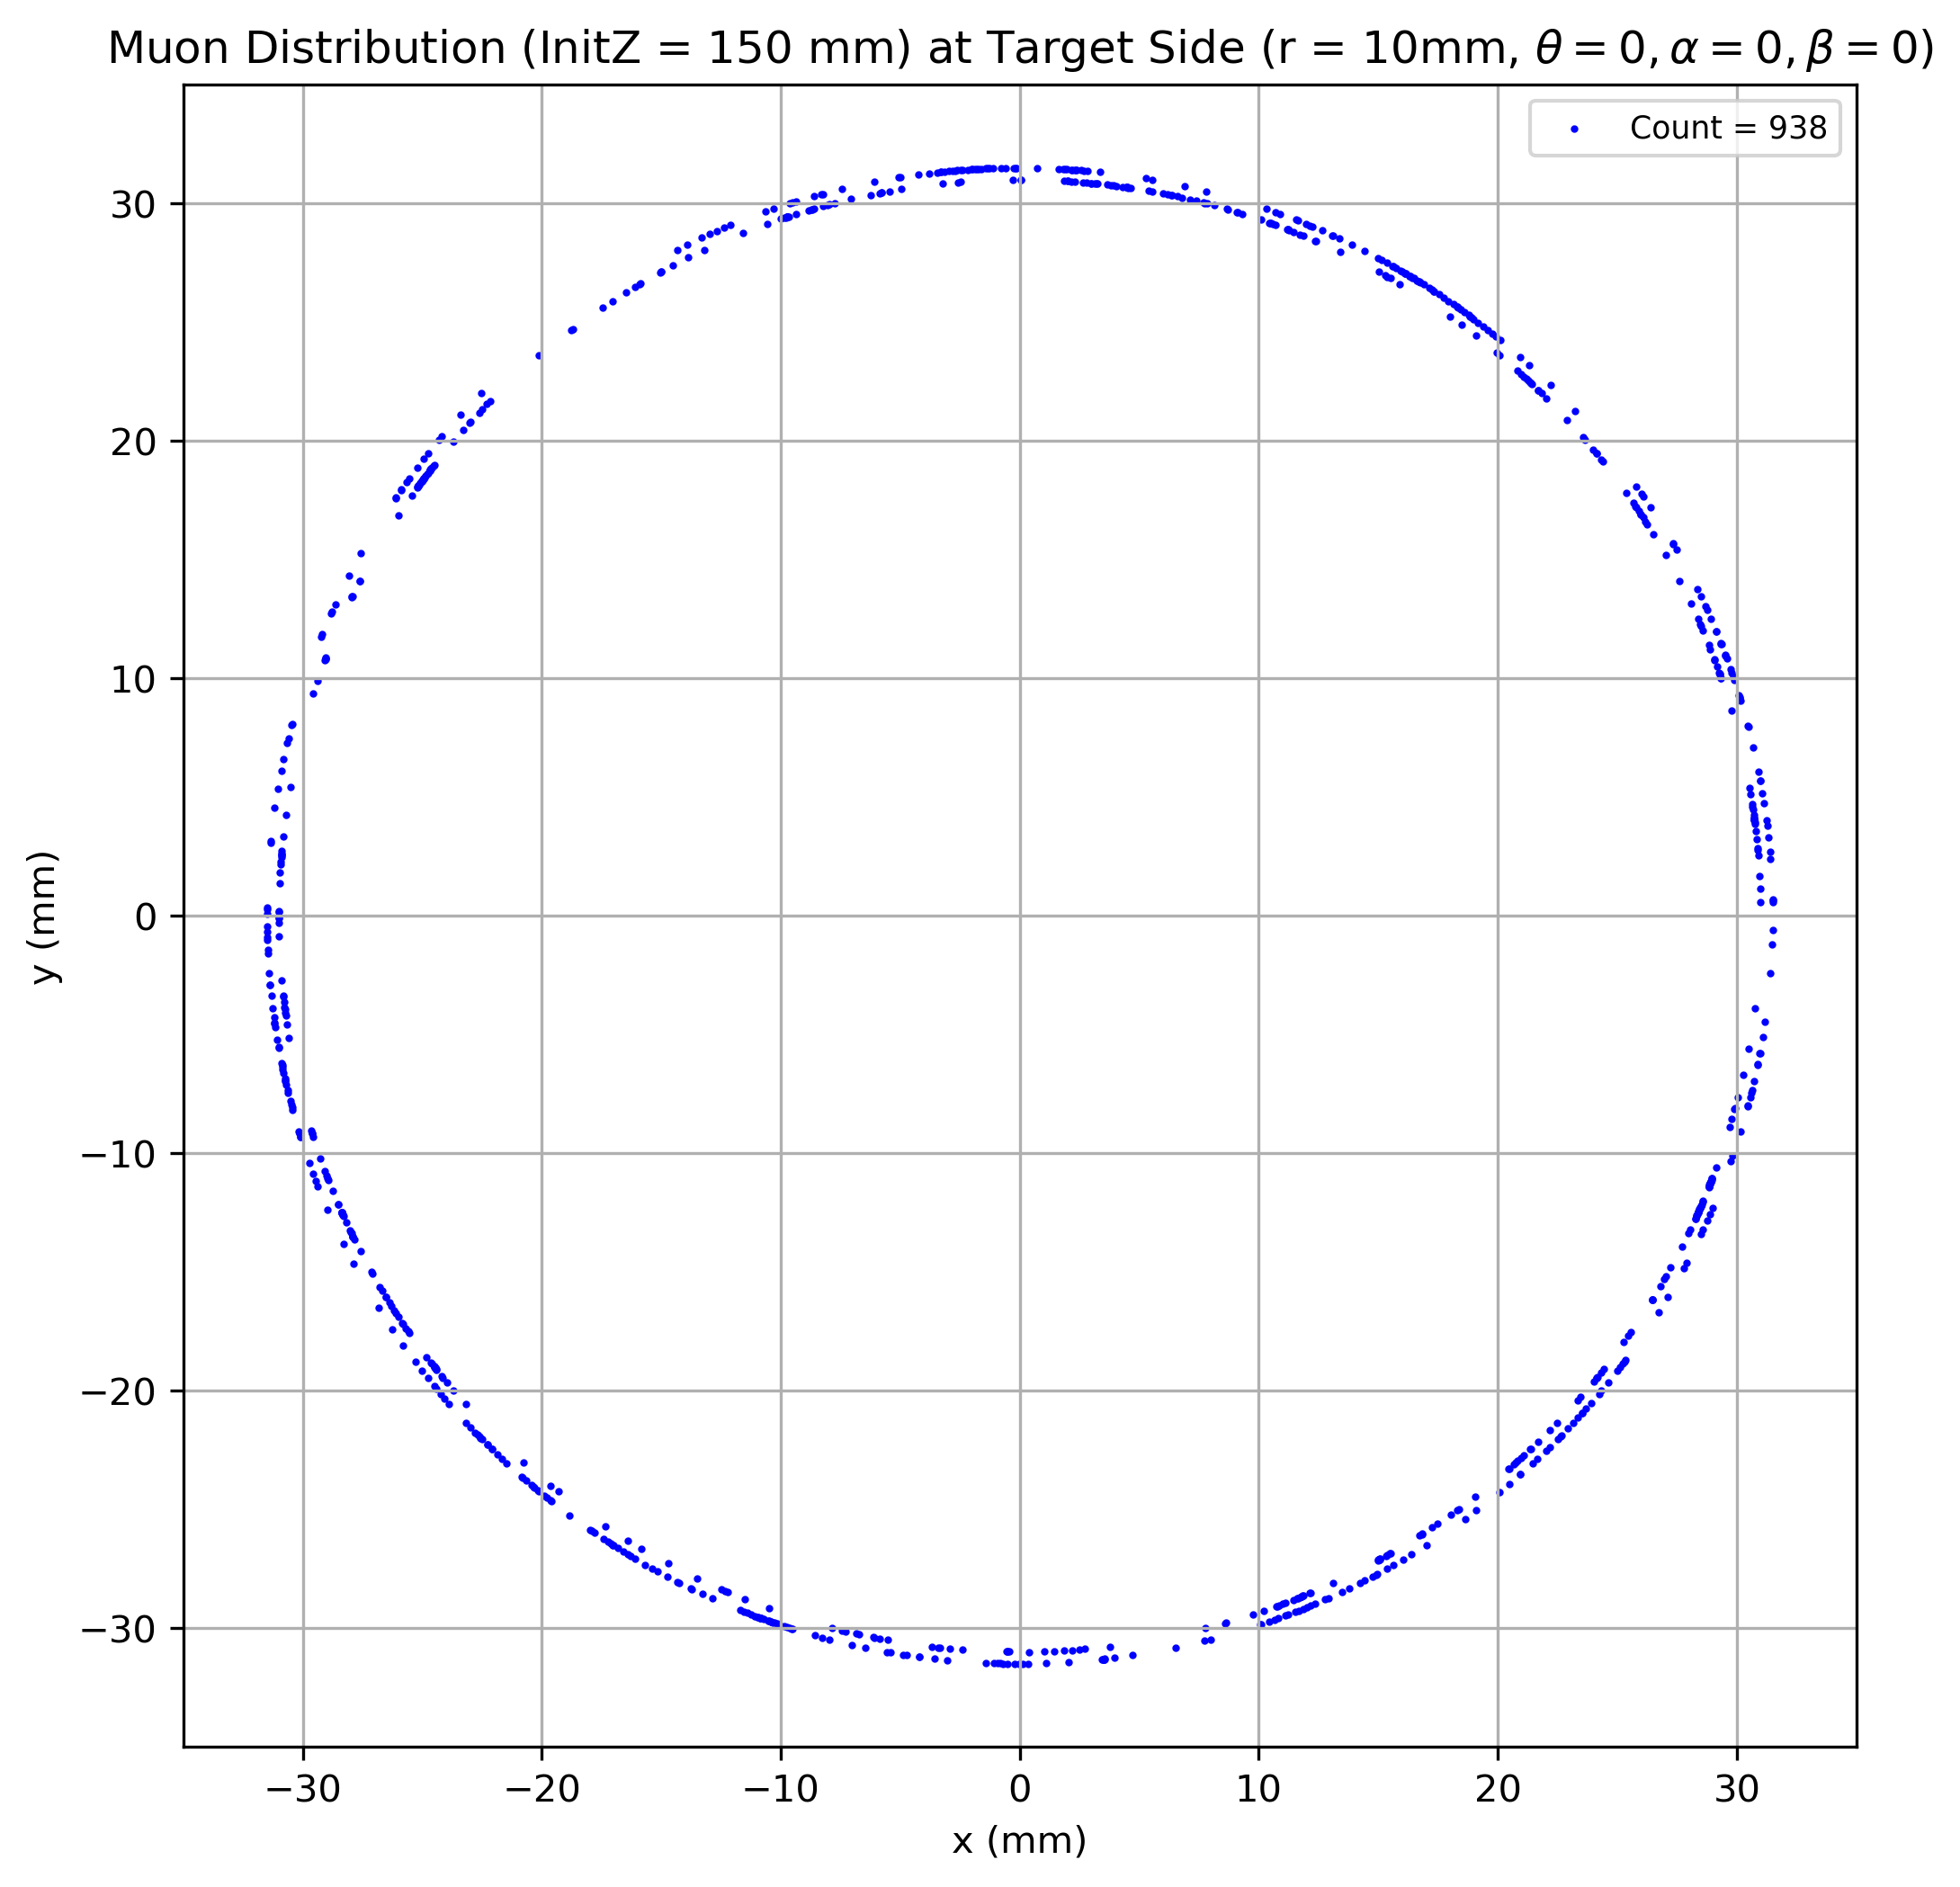 Muon Distribution (InitZ = 150 mm) at Target Side (r = 10mm, θ = 0, α = 0, β = 0)
Count = 938
30
20
10
0
−10
−20
−30
y (mm)
−30 −20 −10 0 10 20 30
x (mm)